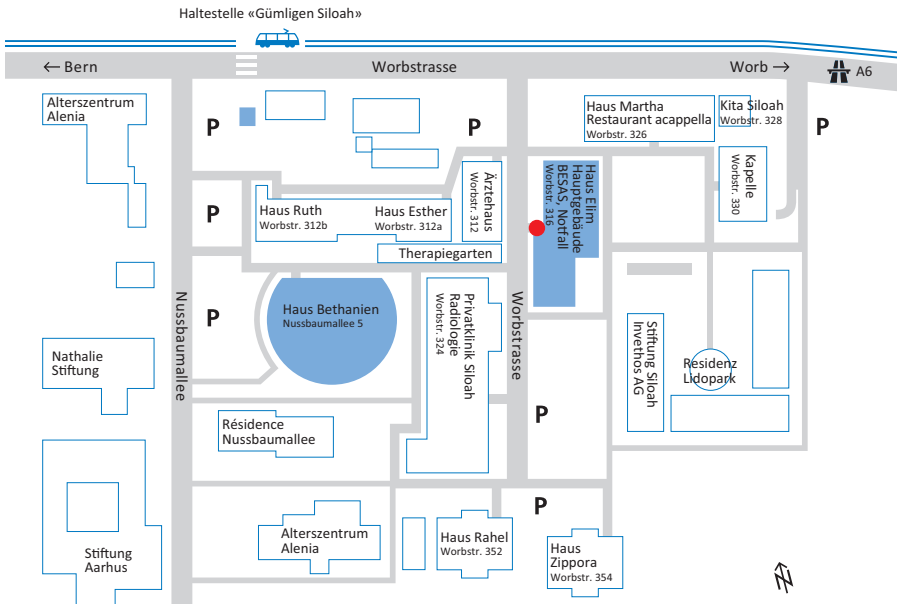 Haltestelle «Gümligen Siloah»
← Bern
Worbstrasse
Worb →
A6
Alterszentrum
Alenia
P
P
Haus Martha
Restaurant acappella
Worbstr. 326
Kita Siloah
Worbstr. 328
P
Kapelle
Worbstr. 330
Ärztehaus
Worbstr. 312
Haus Elim
Hauptgebäude
BESAS, Notfall
Worbstr. 316
P
Haus Ruth
Worbstr. 312b
Haus Esther
Worbstr. 312a
Therapiegarten
Nussbaumallee
P
Haus Bethanien
Nussbaumallee 5
Privatklinik Siloah
Radiologie
Worbstr. 324
Worbstrasse
Stiftung Siloah
Invethos AG
Residenz
Lidopark
Nathalie
Stiftung
Résidence
Nussbaumallee
P
Stiftung
Aarhus
Alterszentrum
Alenia
Haus Rahel
Worbstr. 352
P
Haus
Zippora
Worbstr. 354
N